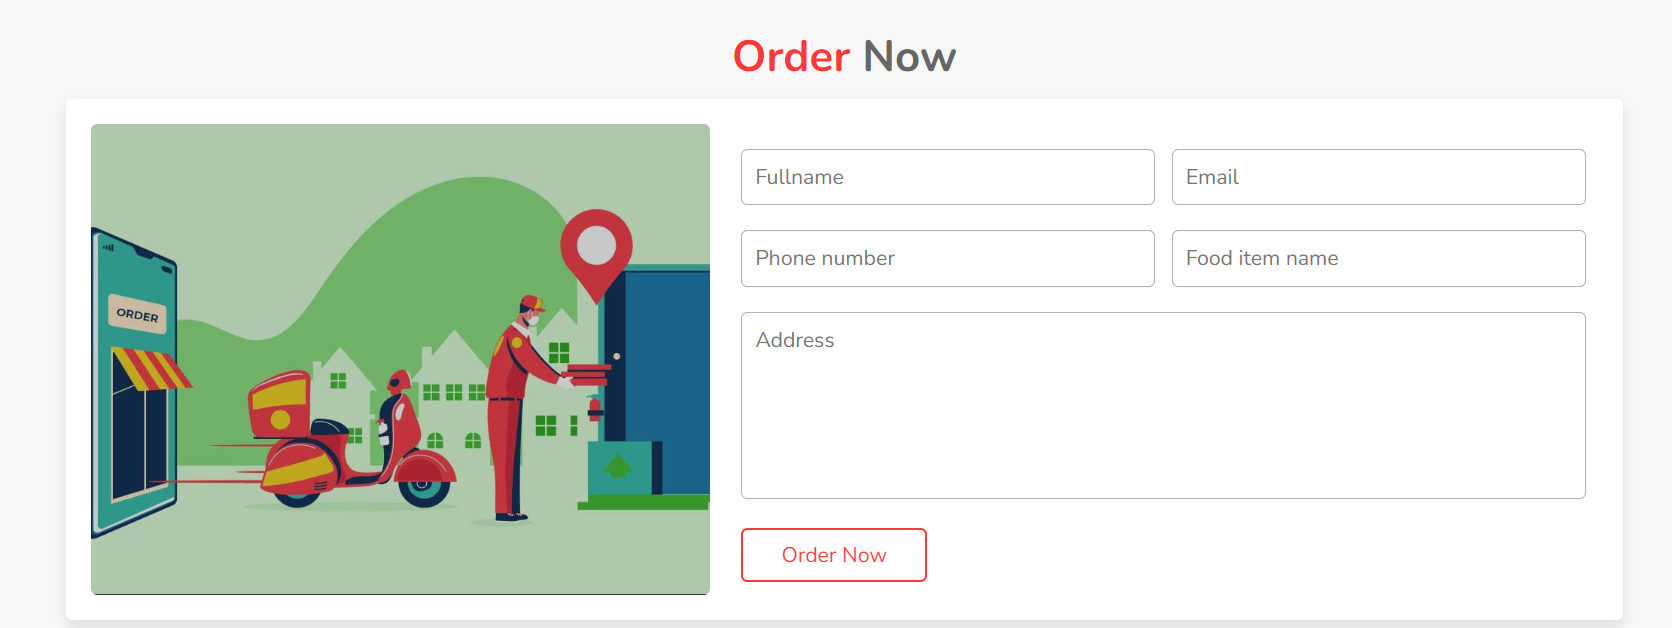 Order Now
ORDER
Fullname
Email
Phone number
Food item name
Address
Order Now